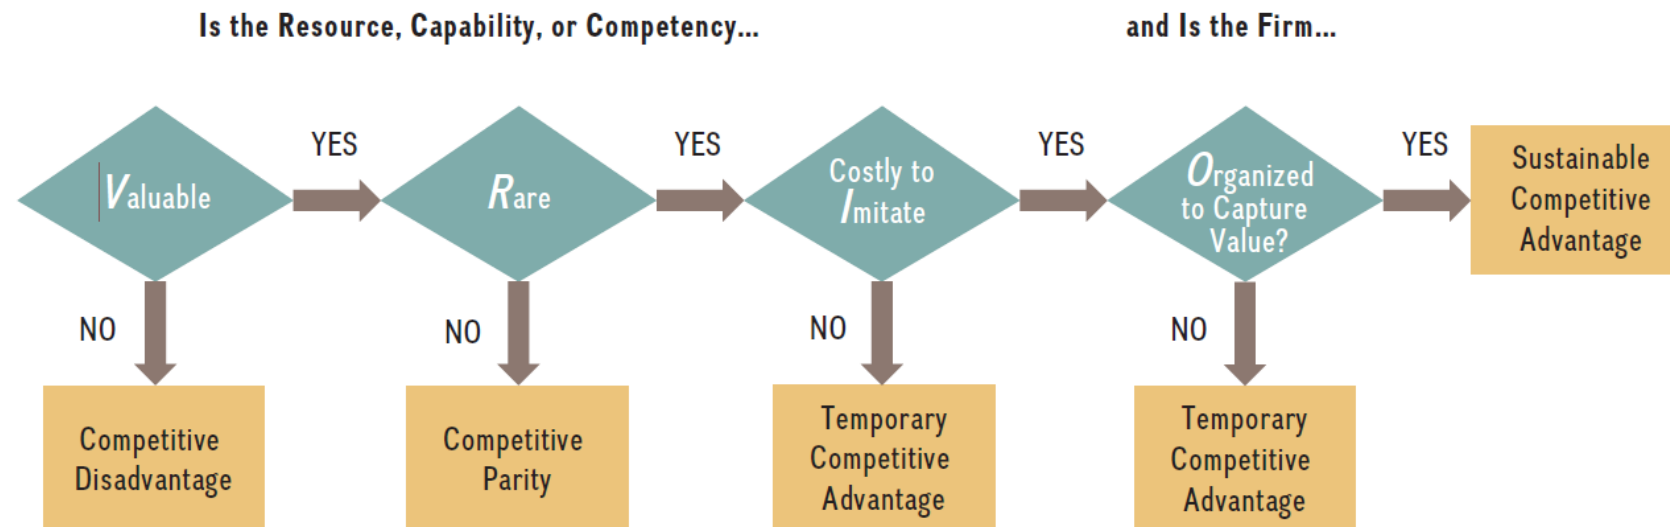 Is the Resource, Capability, or Competency...
and Is the Firm...
Valuable
YES
Rare
YES
Costly to
Imitate
YES
Organized
to Capture
Value?
YES
Sustainable
Competitive
Advantage
NO
NO
NO
NO
Competitive
Disadvantage
Competitive
Parity
Temporary
Competitive
Advantage
Temporary
Competitive
Advantage